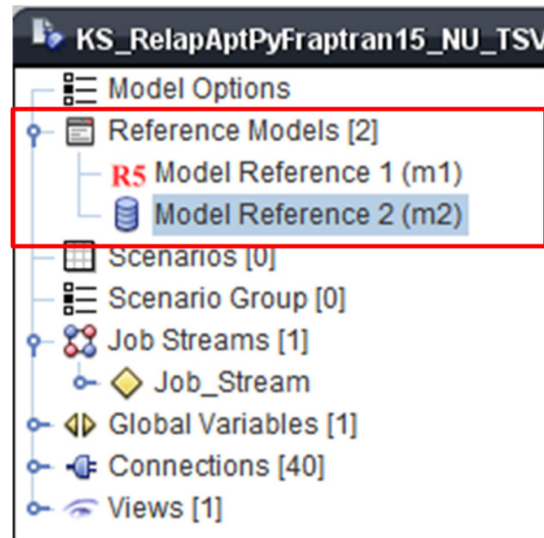 KS_RelapAptPyFraptran15_NU_TSV
Model Options
Reference Models [2]
R5 Model Reference 1 (m1)
Model Reference 2 (m2)
Scenarios [0]
Scenario Group [0]
Job Streams [1]
Job_Stream
Global Variables [1]
Connections [40]
Views [1]